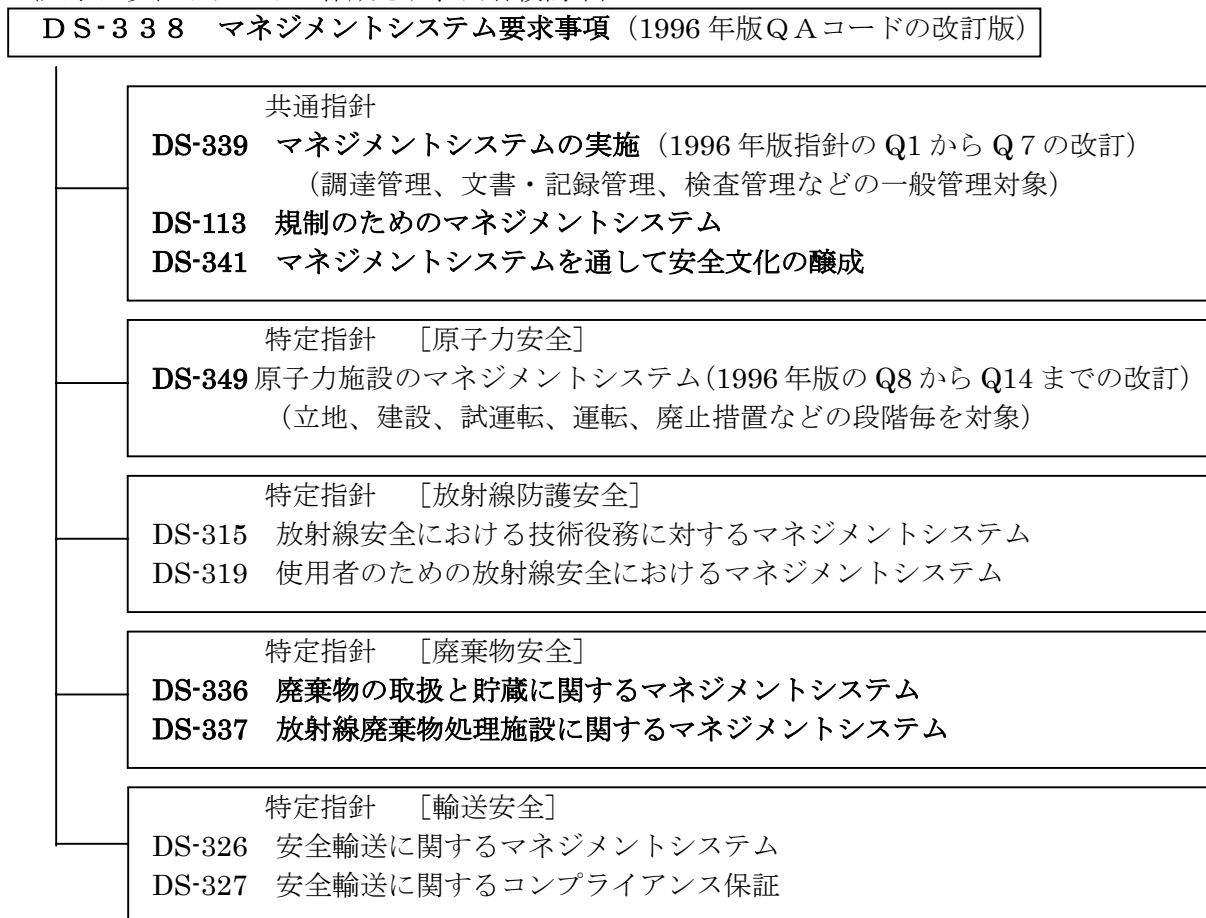 ＤＳ-３３８　マネジメントシステム要求事項（1996 年版ＱＡコードの改訂版）
共通指針
DS-339　マネジメントシステムの実施（1996 年版指針の Q1 から Q７の改訂）
（調達管理、文書・記録管理、検査管理などの一般管理対象）
DS-113　規制のためのマネジメントシステム
DS-341　マネジメントシステムを通して安全文化の醸成
特定指針　［原子力安全］
DS-349 原子力施設のマネジメントシステム（1996 年版の Q8 から Q14 までの改訂）
（立地、建設、試運転、運転、廃止措置などの段階毎を対象）
特定指針　［放射線防護安全］
DS-315　放射線安全における技術役務に対するマネジメントシステム
DS-319　使用者のための放射線安全におけるマネジメントシステム
特定指針　［廃棄物安全］
DS-336　廃棄物の取扱と貯蔵に関するマネジメントシステム
DS-337　放射線廃棄物処理施設に関するマネジメントシステム
特定指針　［輸送安全］
DS-326　安全輸送に関するマネジメントシステム
DS-327　安全輸送に関するコンプライアンス保証